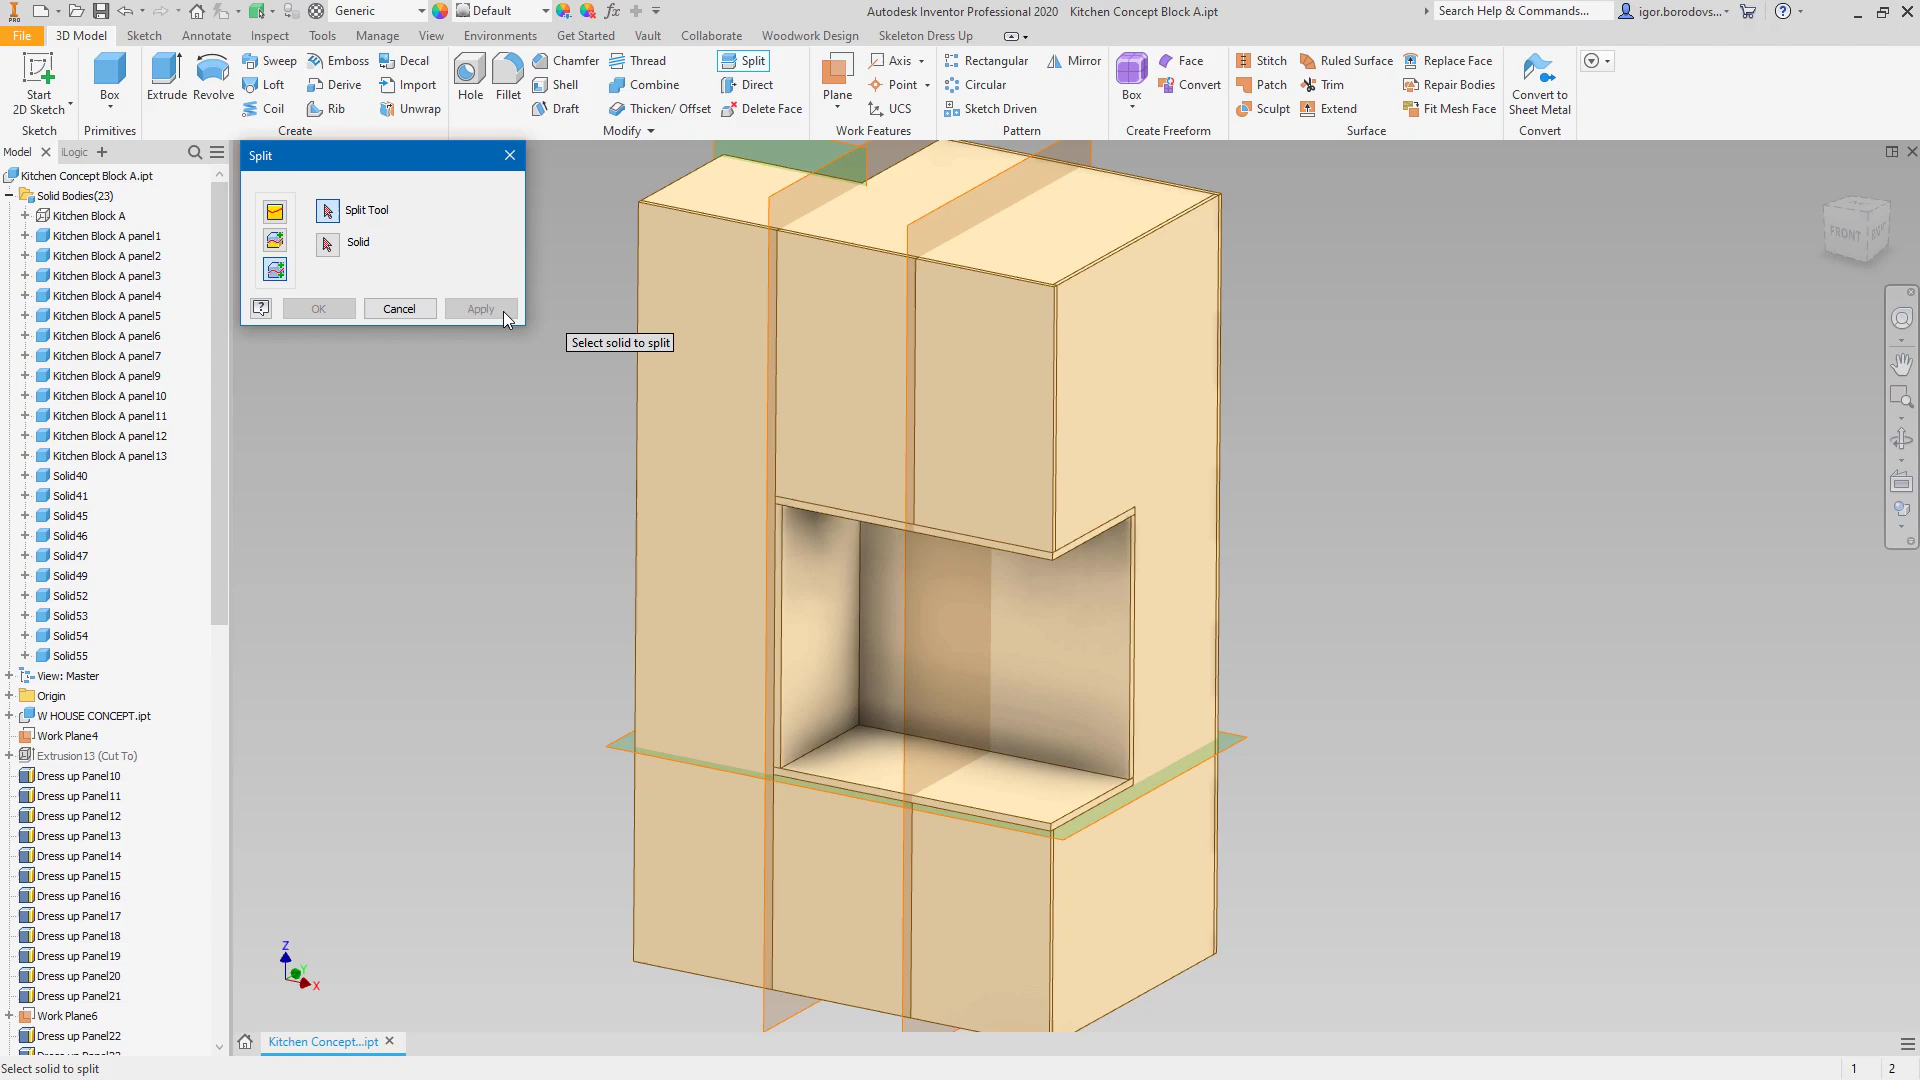 PRO
Generic
Default
fx
Autodesk Inventor Professional 2020 Kitchen Concept Block A.ipt
Search Help & Commands...
igor.borodovs...
File
3D Model
Sketch
Annotate
Inspect
Tools
Manage
View
Environments
Get Started
Vault
Collaborate
Woodwork Design
Skeleton Dress Up
Start
2D Sketch
Sketch
Box
Primitives
Extrude
Revolve
Sweep
Loft
Coil
Emboss
Derive
Rib
Decal
Import
Unwrap
Create
Hole
Fillet
Chamfer
Shell
Draft
Thread
Combine
Thicken/ Offset
Split
Direct
Delete Face
Modify
Plane
Axis
Point
UCS
Work Features
Rectangular
Circular
Sketch Driven
Mirror
Pattern
Box
Face
Convert
Create Freeform
Stitch
Patch
Sculpt
Ruled Surface
Trim
Extend
Replace Face
Repair Bodies
Fit Mesh Face
Surface
Convert to
Sheet Metal
Convert
Model
iLogic
Kitchen Concept Block A.ipt
Solid Bodies(23)
Kitchen Block A
Kitchen Block A panel1
Kitchen Block A panel2
Kitchen Block A panel3
Kitchen Block A panel4
Kitchen Block A panel5
Kitchen Block A panel6
Kitchen Block A panel7
Kitchen Block A panel9
Kitchen Block A panel10
Kitchen Block A panel11
Kitchen Block A panel12
Kitchen Block A panel13
Solid40
Solid41
Solid45
Solid46
Solid47
Solid49
Solid52
Solid53
Solid54
Solid55
View: Master
Origin
W HOUSE CONCEPT.ipt
Work Plane4
Extrusion13 (Cut To)
Dress up Panel10
Dress up Panel11
Dress up Panel12
Dress up Panel13
Dress up Panel14
Dress up Panel15
Dress up Panel16
Dress up Panel17
Dress up Panel18
Dress up Panel19
Dress up Panel20
Dress up Panel21
Work Plane6
Dress up Panel22
Split
Split Tool
Solid
OK
Cancel
Apply
Select solid to split
FRONT
RIGHT
Z
Y
X
Kitchen Concept...ipt
Select solid to split
1
2